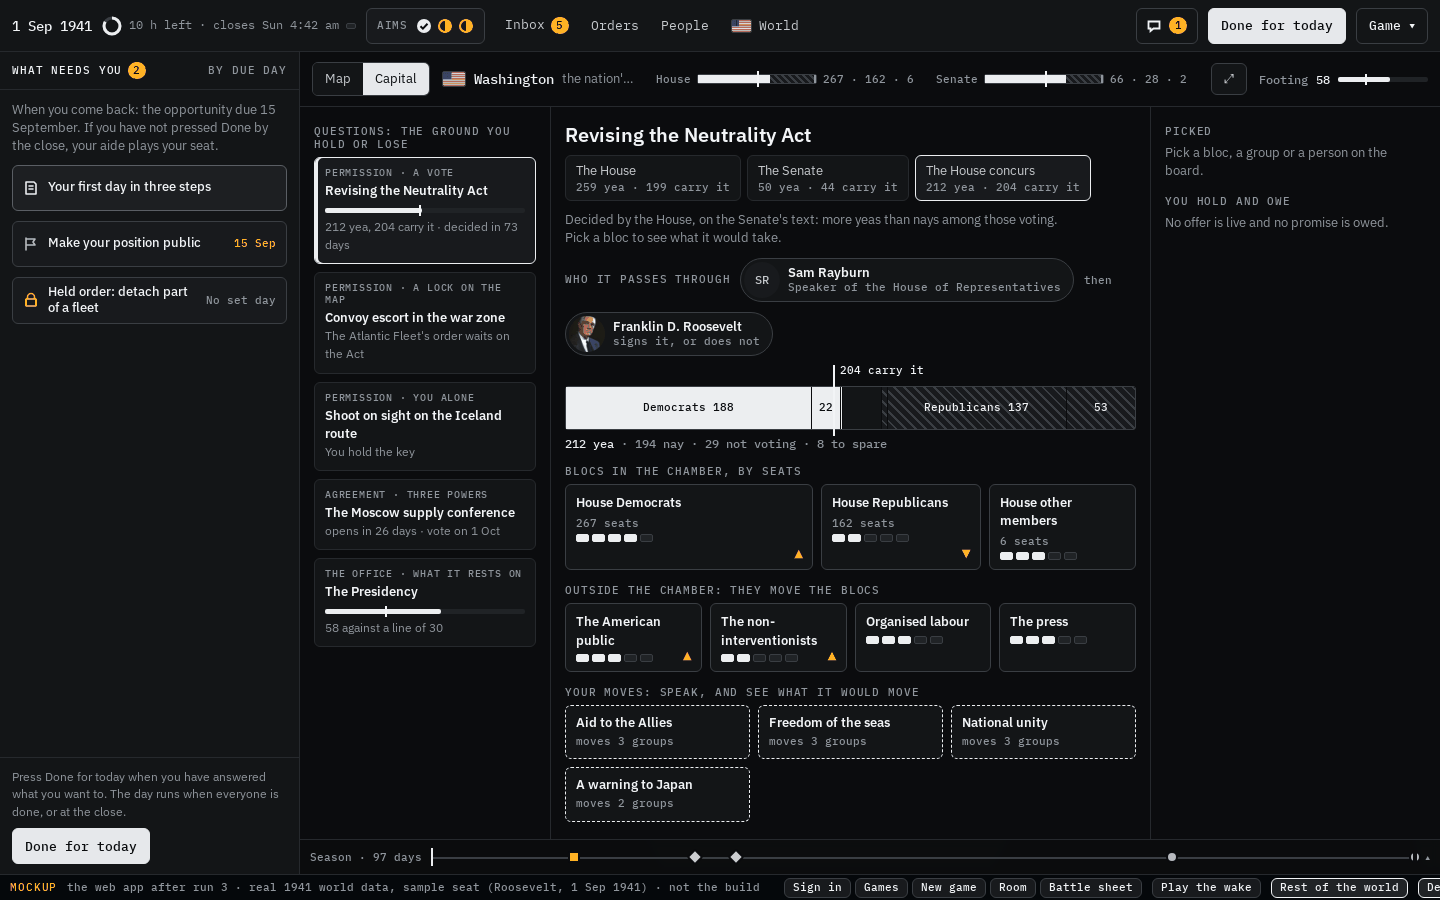 1 Sep 1941
10 h left · closes Sun 4:42 am
AIMS
Inbox 5
Orders
People
World
1
Done for today
Game ▾
WHAT NEEDS YOU 2
BY DUE DAY
When you come back: the opportunity due 15
September. If you have not pressed Done by
the close, your aide plays your seat.
Your first day in three steps
Make your position public
15 Sep
Held order: detach part
of a fleet
No set day
Press Done for today when you have answered
what you want to. The day runs when everyone is
done, or at the close.
Done for today
Map
Capital
Washington the nation'...
House 267 · 162 · 6
Senate 66 · 28 · 2
Footing 58
QUESTIONS: THE GROUND YOU
HOLD OR LOSE
PERMISSION · A VOTE
Revising the Neutrality Act
212 yea, 204 carry it · decided in 73
days
PERMISSION · A LOCK ON THE
MAP
Convoy escort in the war zone
The Atlantic Fleet's order waits on
the Act
PERMISSION · YOU ALONE
Shoot on sight on the Iceland
route
You hold the key
AGREEMENT · THREE POWERS
The Moscow supply conference
opens in 26 days · vote on 1 Oct
THE OFFICE · WHAT IT RESTS ON
The Presidency
58 against a line of 30
Revising the Neutrality Act
The House
259 yea · 199 carry it
The Senate
50 yea · 44 carry it
The House concurs
212 yea · 204 carry it
Decided by the House, on the Senate's text: more yeas than nays among those voting.
Pick a bloc to see what it would take.
WHO IT PASSES THROUGH
SR
Sam Rayburn
Speaker of the House of Representatives
then
Franklin D. Roosevelt
signs it, or does not
204 carry it
Democrats 188
22
Republicans 137
53
212 yea · 194 nay · 29 not voting · 8 to spare
BLOCS IN THE CHAMBER, BY SEATS
House Democrats
267 seats
House Republicans
162 seats
House other
members
6 seats
OUTSIDE THE CHAMBER: THEY MOVE THE BLOCS
The American
public
The non-
interventionists
Organised labour
The press
YOUR MOVES: SPEAK, AND SEE WHAT IT WOULD MOVE
Aid to the Allies
moves 3 groups
Freedom of the seas
moves 3 groups
National unity
moves 3 groups
A warning to Japan
moves 2 groups
PICKED
Pick a bloc, a group or a person on the
board.
YOU HOLD AND OWE
No offer is live and no promise is owed.
Season · 97 days
MOCKUP the web app after run 3 · real 1941 world data, sample seat (Roosevelt, 1 Sep 1941) · not the build
Sign in
Games
New game
Room
Battle sheet
Play the wake
Rest of the world
De